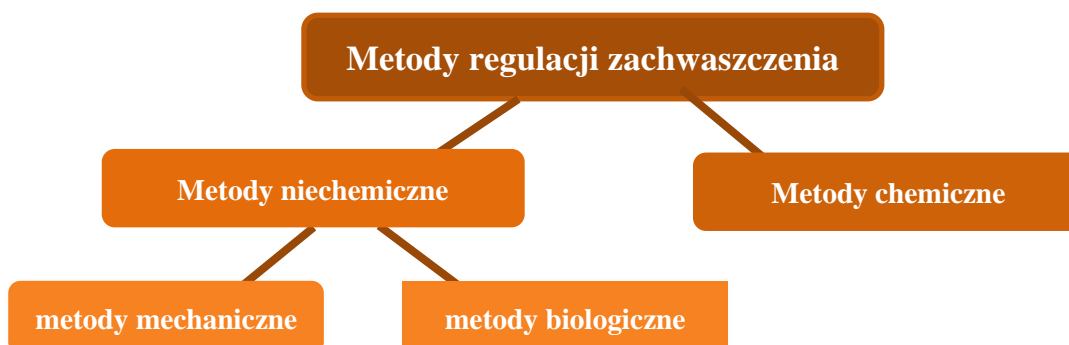 Metody regulacji zachwaszczenia
Metody niechemiczne
Metody chemiczne
metody mechaniczne
metody biologiczne